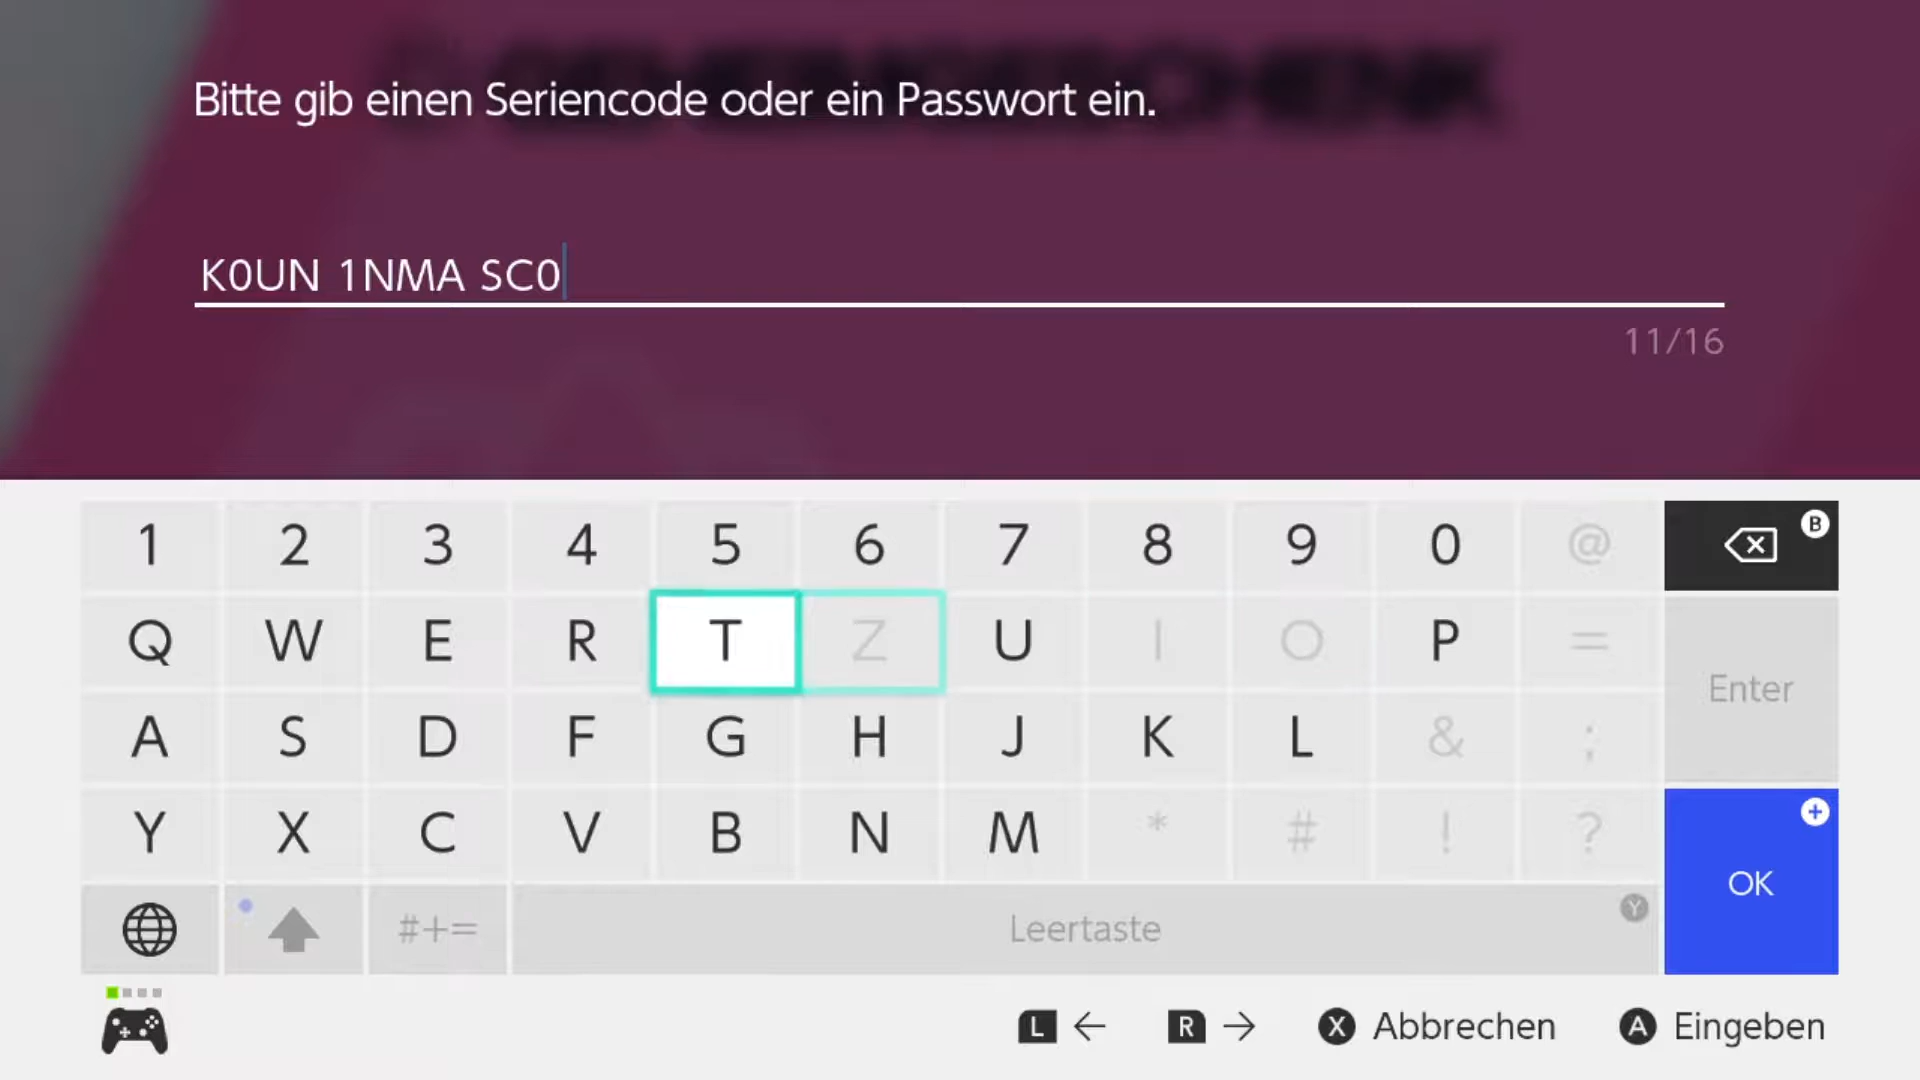 Bitte gib einen Seriencode oder ein Passwort ein.
K0UN 1NMA SC0
11/16
1 2 3 4 5 6 7 8 9 0 @ B
Q W E R T Z U I O P =
Enter
A S D F G H J K L & ;
Y X C V B N M * # ! ? +
OK
#+= Leertaste Y
L ← R → X Abbrechen A Eingeben